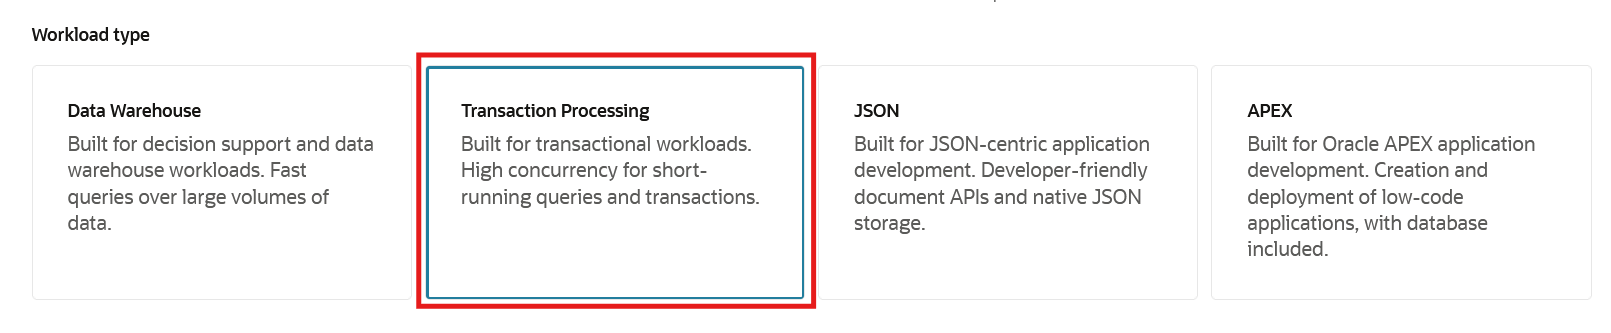 Workload type
Data Warehouse
Built for decision support and data
warehouse workloads. Fast
queries over large volumes of
data.
Transaction Processing
Built for transactional workloads.
High concurrency for short-
running queries and transactions.
JSON
Built for JSON-centric application
development. Developer-friendly
document APIs and native JSON
storage.
APEX
Built for Oracle APEX application
development. Creation and
deployment of low-code
applications, with database
included.